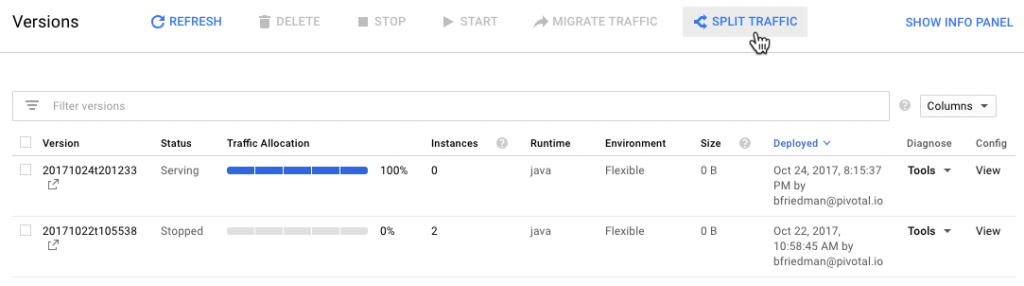 Versions REFRESH DELETE STOP START MIGRATE TRAFFIC SPLIT TRAFFIC SHOW INFO PANEL
Filter versions ? Columns
Version Status Traffic Allocation Instances ? Runtime Environment Size ? Deployed Diagnose Config
20171024t201233 Serving 100% 0 java Flexible 0 B Oct 24, 2017, 8:15:37 Tools View
PM by
bfriedman@pivotal.io
20171022t105538 Stopped 0% 2 java Flexible 0 B Oct 22, 2017, Tools View
10:58:45 AM by
bfriedman@pivotal.io